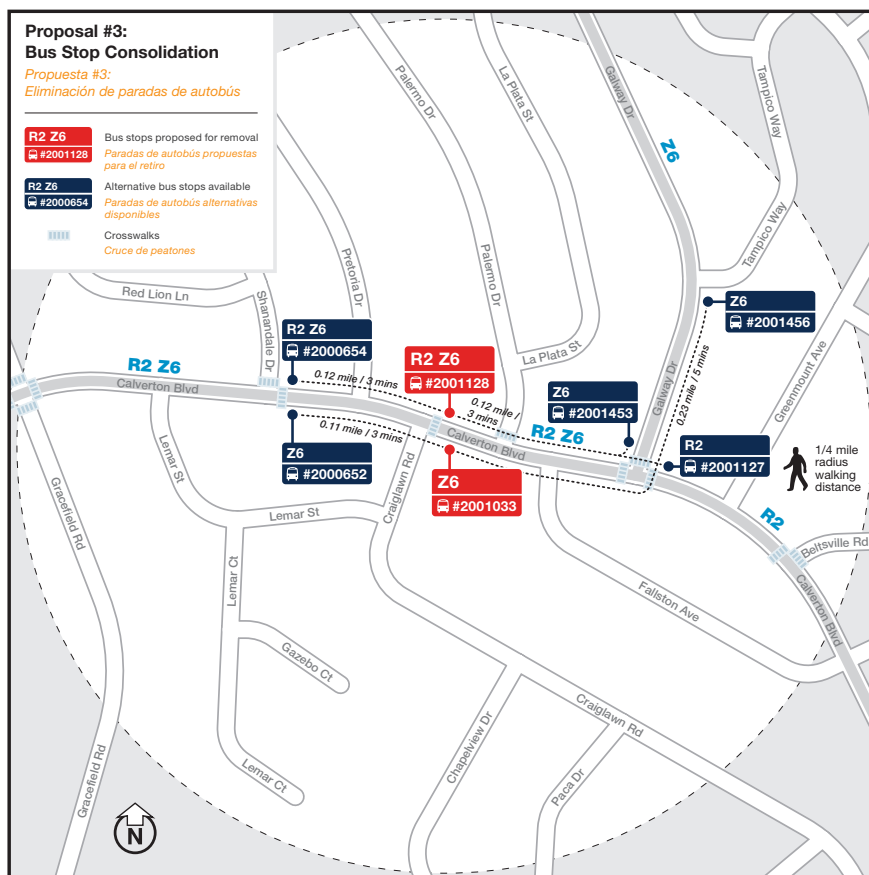 Proposal #3:
Bus Stop Consolidation
Propuesta #3:
Eliminación de paradas de autobús
R2 Z6
#2001128
Bus stops proposed for removal
Paradas de autobús propuestas
para el retiro
R2 Z6
#2000654
Alternative bus stops available
Paradas de autobús alternativas
disponibles
Crosswalks
Cruce de peatones
Palermo Dr
La Plata St
Galway Dr
Z6
Tampico Way
Tampico Way
Pretoria Dr
Palermo Dr
Red Lion Ln
Shanandale Dr
La Plata St
Galway Dr
Greenmount Ave
R2 Z6
#2000654
R2 Z6
#2001128
Z6
#2001456
R2 Z6
Calverton Blvd
0.12 mile / 3 mins
0.12 mile /
3 mins
0.23 mile / 5 mins
Z6
#2001453
R2 Z6
Calverton Blvd
0.11 mile / 3 mins
Z6
#2000652
Z6
#2001033
R2
#2001127
1/4 mile
radius
walking
distance
R2
Beltsville Rd
Calverton Blvd
Gracefield Rd
Lemar St
Lemar St
Craiglawn Rd
Lemar Ct
Fallston Ave
Gazebo Ct
Craiglawn Rd
Chapelview Dr
Paca Dr
Lemar Ct
Gracefield Rd
N